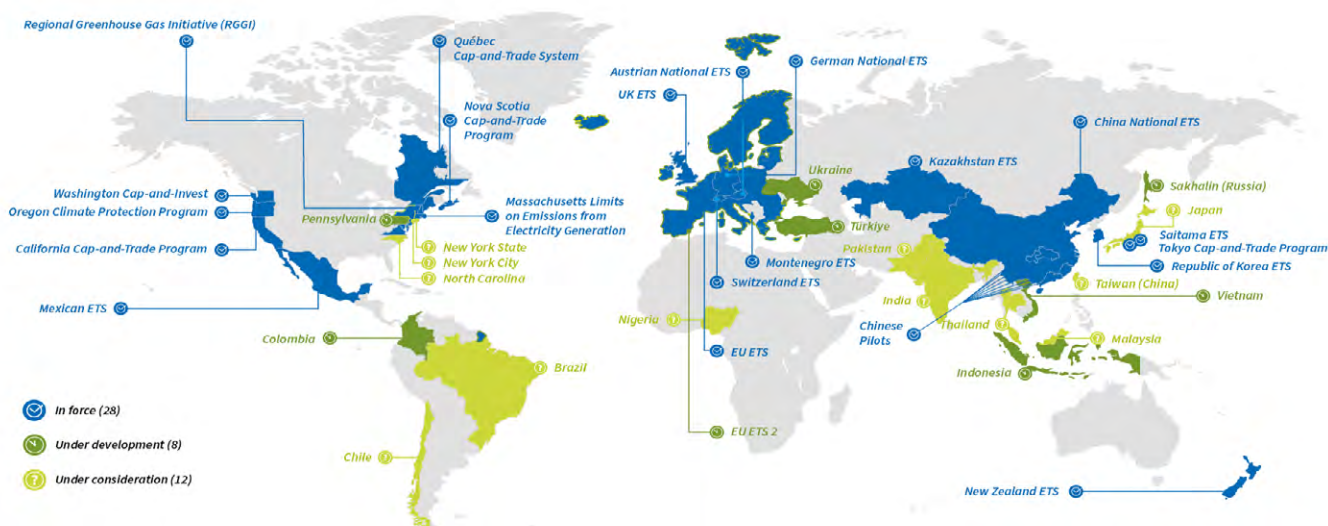 Regional Greenhouse Gas Initiative (RGGI)
Québec
Cap-and-Trade System
Nova Scotia
Cap-and-Trade
Program
Washington Cap-and-Invest
Oregon Climate Protection Program
California Cap-and-Trade Program
Mexican ETS
Pennsylvania
Massachusetts Limits
on Emissions from
Electricity Generation
New York State
New York City
North Carolina
Colombia
Brazil
Chile
Austrian National ETS
German National ETS
UK ETS
Ukraine
Türkiye
Montenegro ETS
Switzerland ETS
EU ETS
EU ETS 2
Nigeria
Kazakhstan ETS
China National ETS
Pakistan
India
Chinese
Pilots
Thailand
Indonesia
Malaysia
Vietnam
Taiwan (China)
Republic of Korea ETS
Saitama ETS
Tokyo Cap-and-Trade Program
Japan
Sakhalin (Russia)
New Zealand ETS
In force (28)
Under development (8)
Under consideration (12)